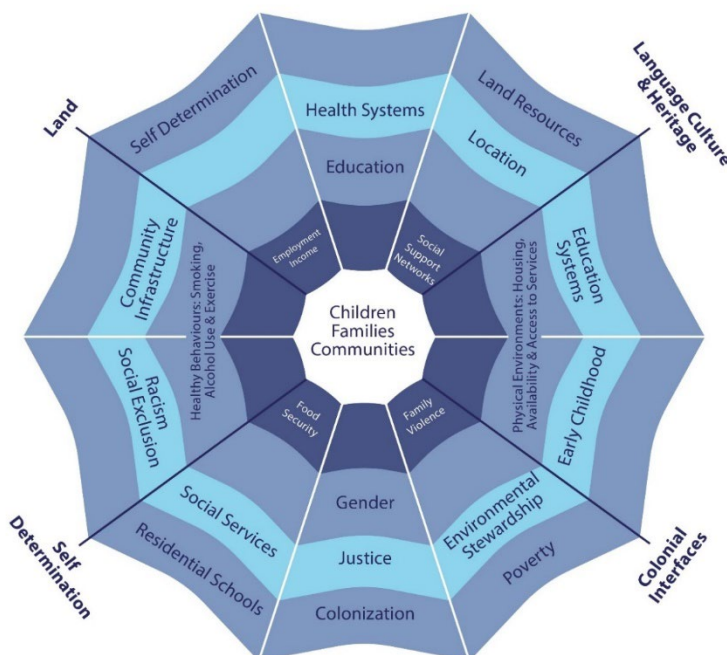 Land
Language Culture
& Heritage
Self Determination
Health Systems
Land Resources
Location
Education
Employment
Income
Social
Support
Networks
Community
Infrastructure
Healthy Behaviours: Smoking,
Alcohol Use & Exercise
Children
Families
Communities
Physical Environments: Housing,
Availability & Access to Services
Education
Systems
Racism
Social Exclusion
Food
Security
Family
Violence
Early Childhood
Social Services
Gender
Environmental
Stewardship
Residential Schools
Justice
Poverty
Colonization
Self
Determination
Colonial
Interfaces